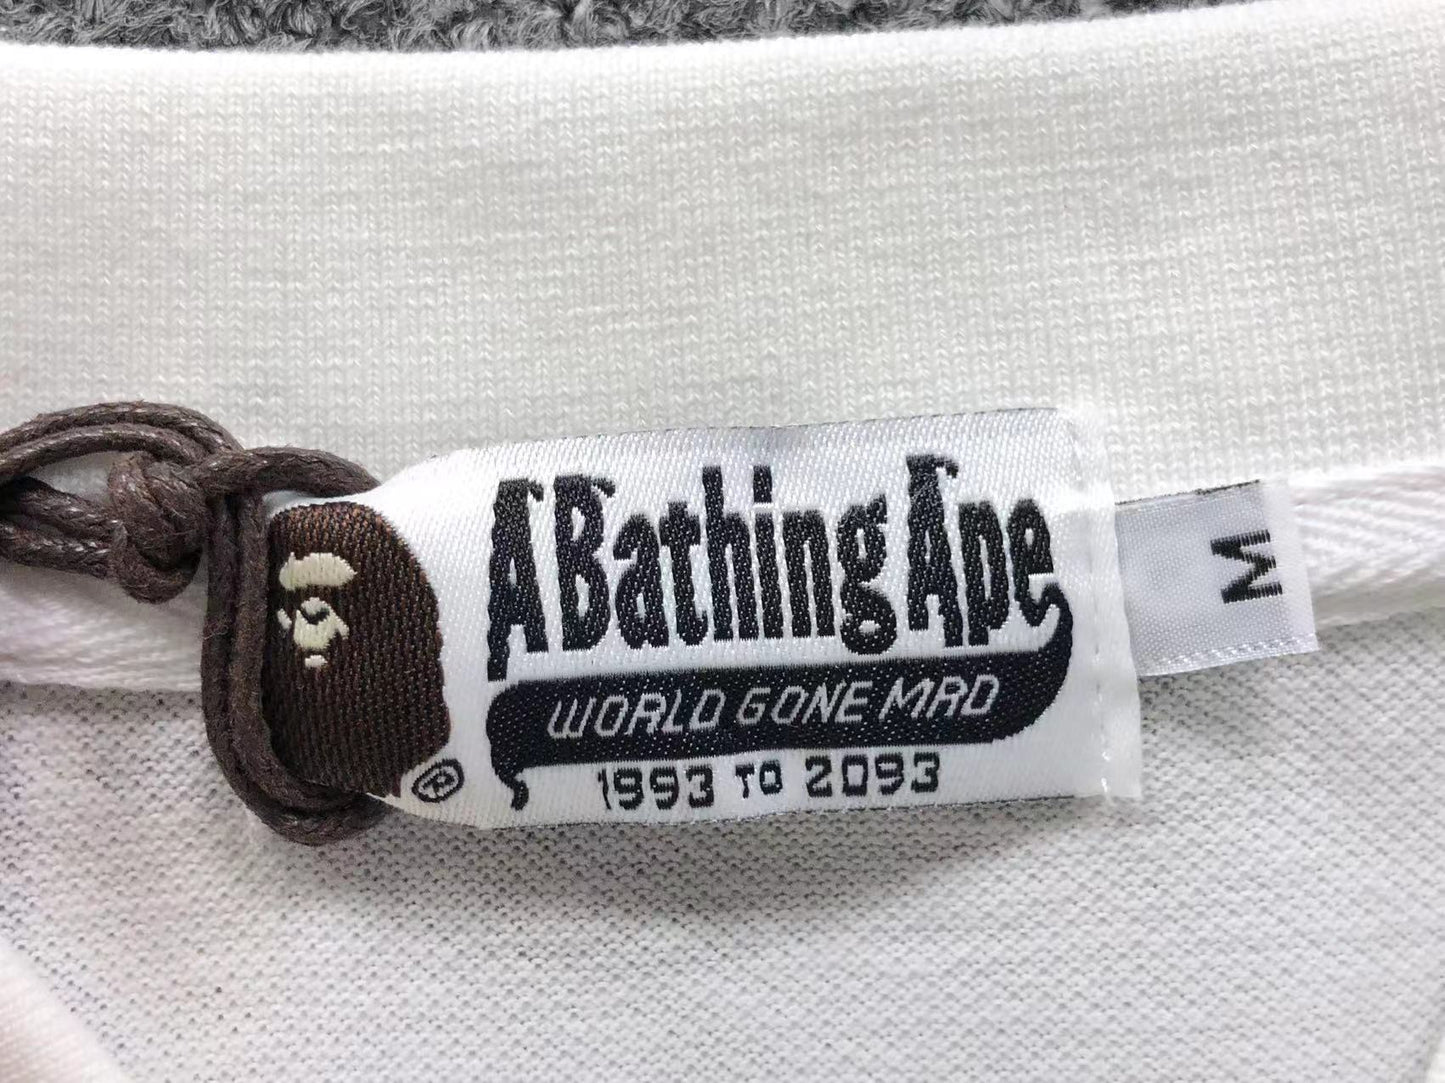 A Bathing Ape
WORLD GONE MAD
1993 TO 2093
®
M